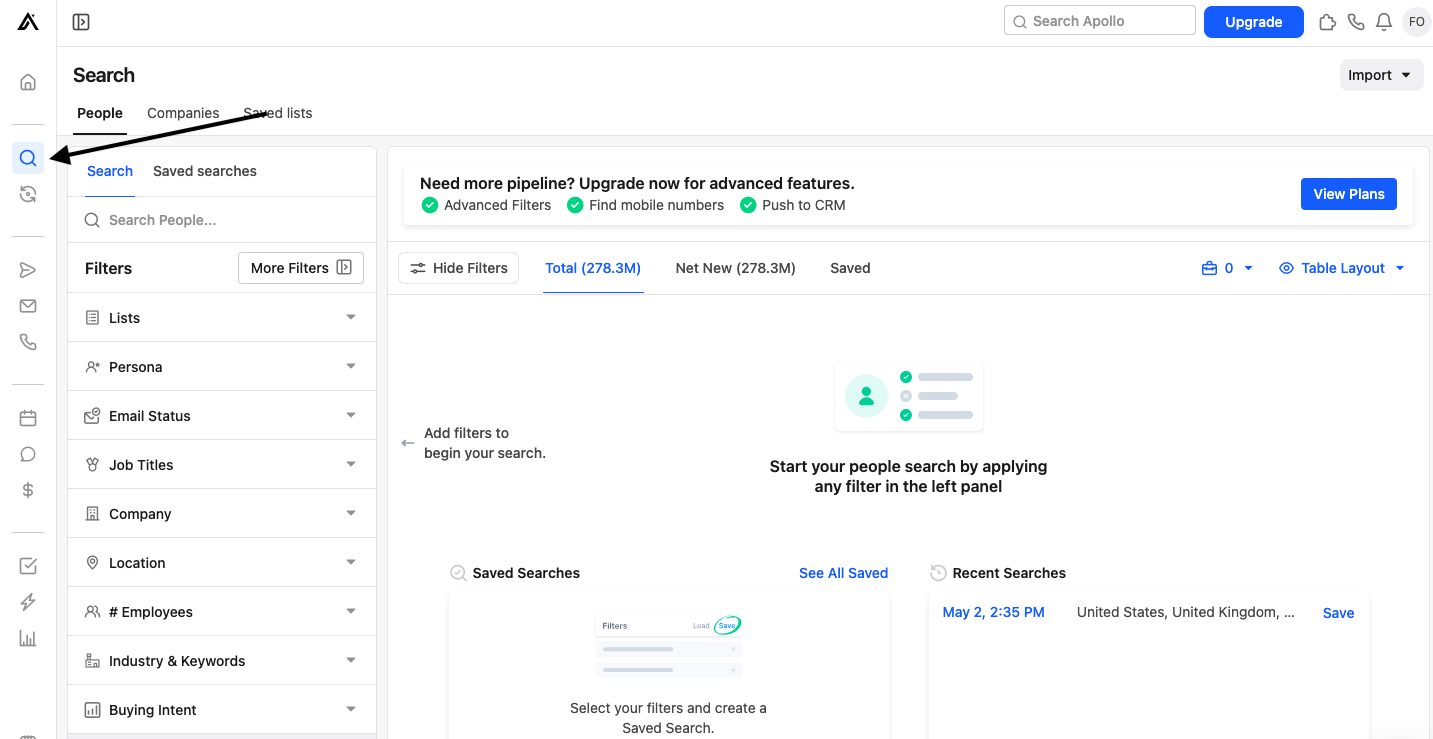 Search Apollo
Upgrade
FO
Search
Import
People
Companies
Saved lists
Search
Saved searches
Search People...
Filters
More Filters
Lists
Persona
Email Status
Job Titles
Company
Location
# Employees
Industry & Keywords
Buying Intent
Need more pipeline? Upgrade now for advanced features.
Advanced Filters
Find mobile numbers
Push to CRM
View Plans
Hide Filters
Total (278.3M)
Net New (278.3M)
Saved
0
Table Layout
Add filters to
begin your search.
Start your people search by applying
any filter in the left panel
Saved Searches
See All Saved
Filters
Load
Save
Select your filters and create a
Saved Search.
Recent Searches
May 2, 2:35 PM
United States, United Kingdom, ...
Save